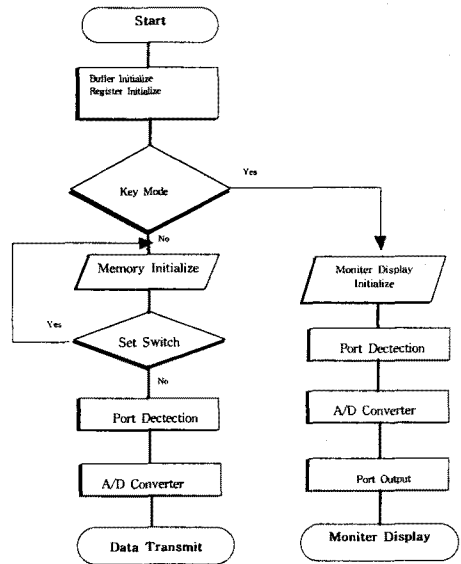 Start
Buffer Initialize
Register Initialize
Key Mode
Yes
No
Memory Initialize
Set Switch
Yes
No
Port Dectection
A/D Converter
Data Transmit
Moniter Display
Initialize
Port Dectection
A/D Converter
Port Output
Moniter Display